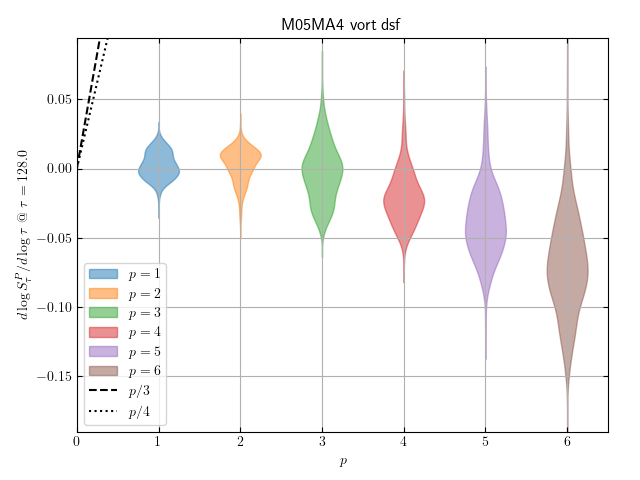 M05MA4 vort dsf
d log S_τ^P / d log τ @ τ = 128.0
0.05
0.00
−0.05
−0.10
−0.15
p = 1
p = 2
p = 3
p = 4
p = 5
p = 6
p/3
p/4
0 1 2 3 4 5 6
p